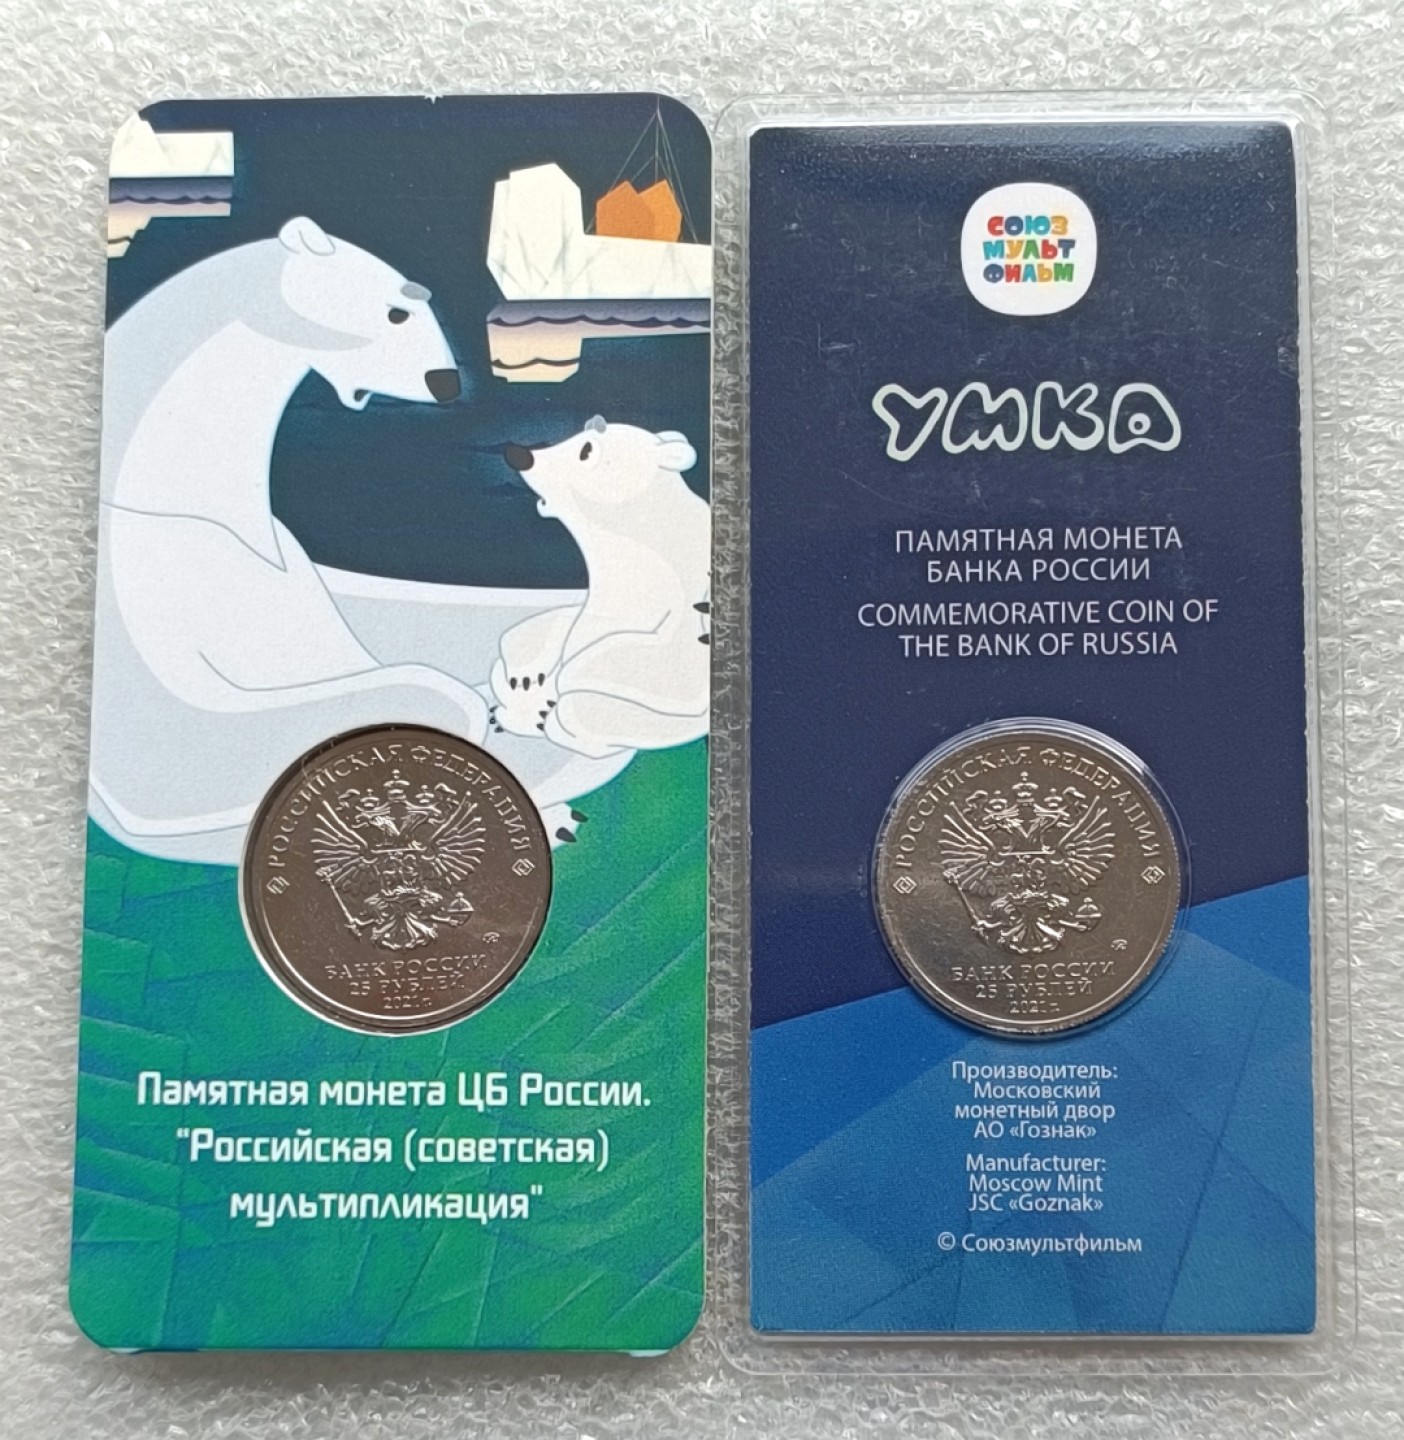 РОССИЙСКАЯ ФЕДЕРАЦИЯ
БАНК РОССИИ
25 РУБЛЕЙ
2021 г.
Памятная монета ЦБ России.
"Российская (советская)
мультипликация"
СОЮЗ
МУЛЬТ
ФИЛЬМ
УМКА
ПАМЯТНАЯ МОНЕТА
БАНКА РОССИИ
COMMEMORATIVE COIN OF
THE BANK OF RUSSIA
РОССИЙСКАЯ ФЕДЕРАЦИЯ
БАНК РОССИИ
25 РУБЛЕЙ
2021 г.
Производитель:
Московский
монетный двор
АО «Гознак»
Manufacturer:
Moscow Mint
JSC «Goznak»
© Союзмультфильм